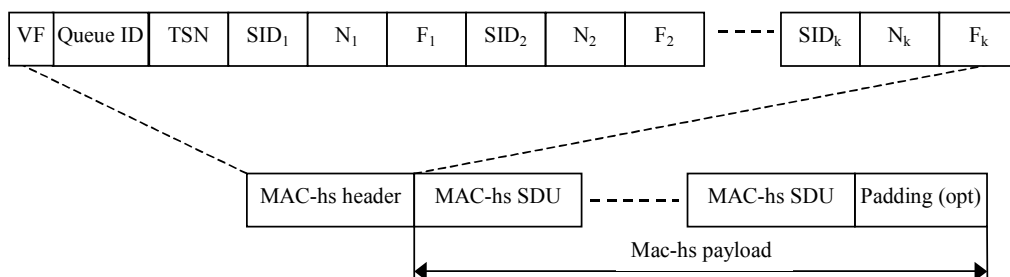 VF Queue ID TSN SID₁ N₁ F₁ SID₂ N₂ F₂ SIDₖ Nₖ Fₖ
MAC-hs header MAC-hs SDU MAC-hs SDU Padding (opt)
Mac-hs payload